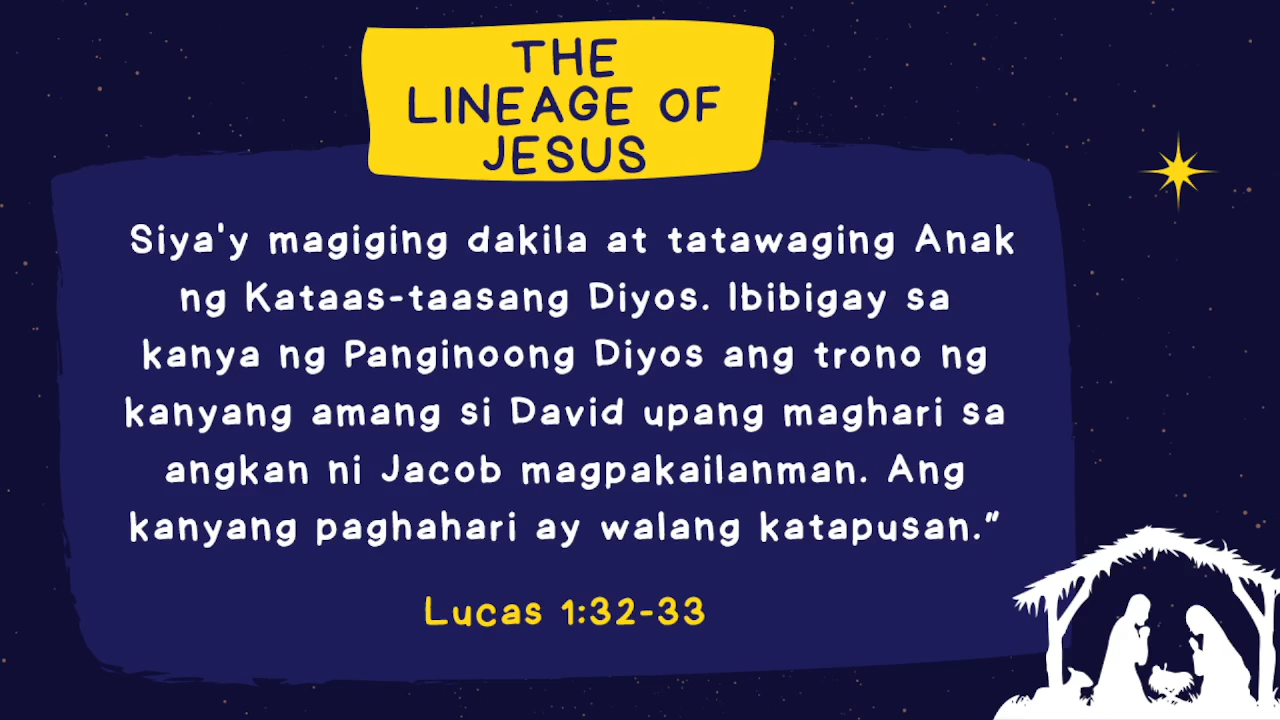 THE
LINEAGE OF
JESUS
Siya'y magiging dakila at tatawaging Anak
ng Kataas-taasang Diyos. Ibibigay sa
kanya ng Panginoong Diyos ang trono ng
kanyang amang si David upang maghari sa
angkan ni Jacob magpakailanman. Ang
kanyang paghahari ay walang katapusan.”
Lucas 1:32-33